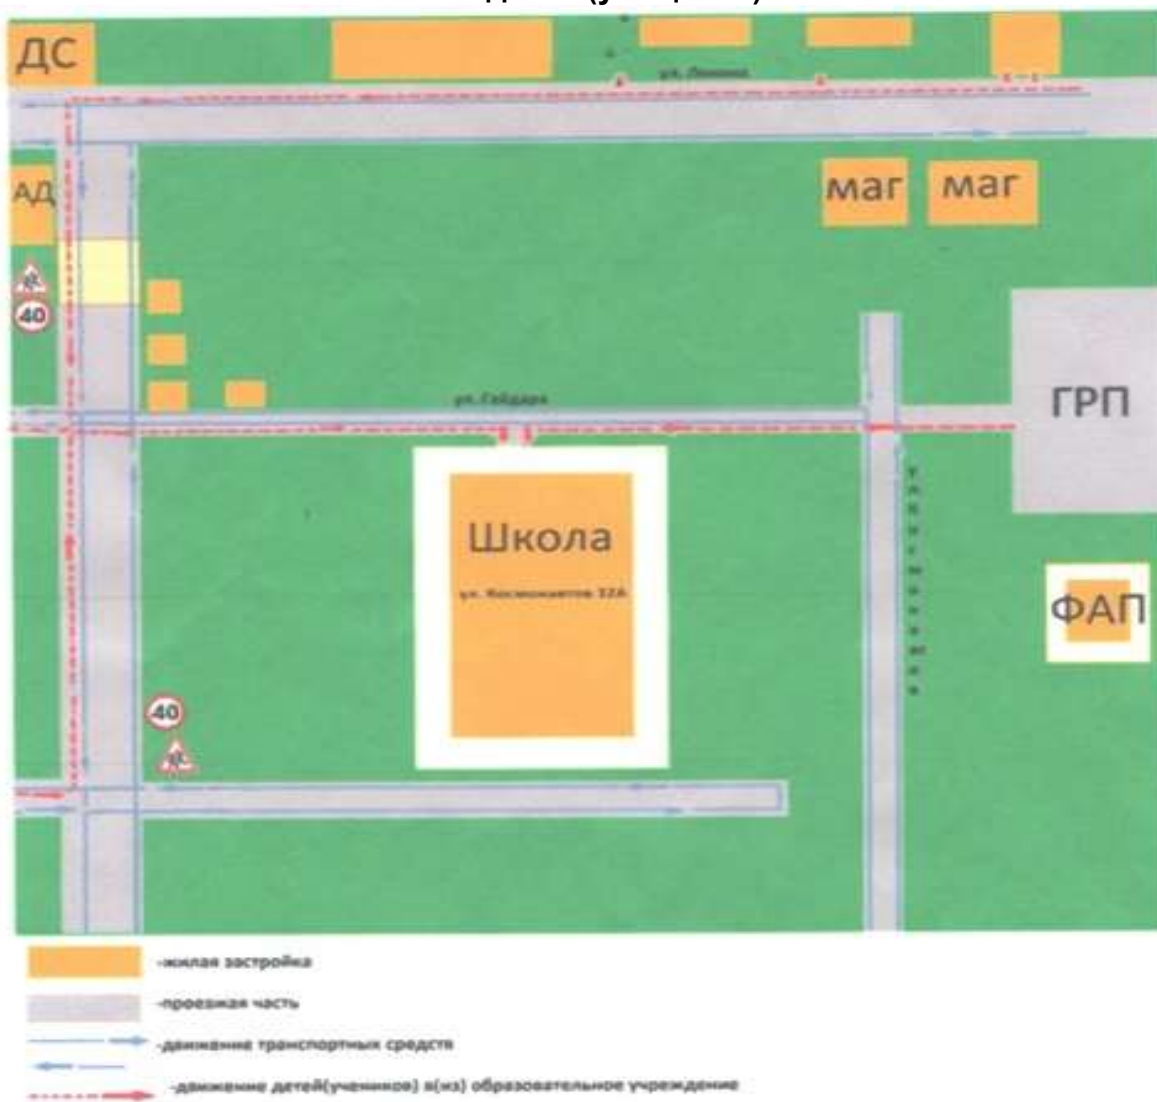 ДС
ул. Ленина
АД
маг
маг
40
ул. Гайдара
ГРП
Школа
ул. Космонавтов 32А
ФАП
40
-жилая застройка
-проезжая часть
-движение транспортных средств
-движение детей(учеников) в(из) образовательное учреждение